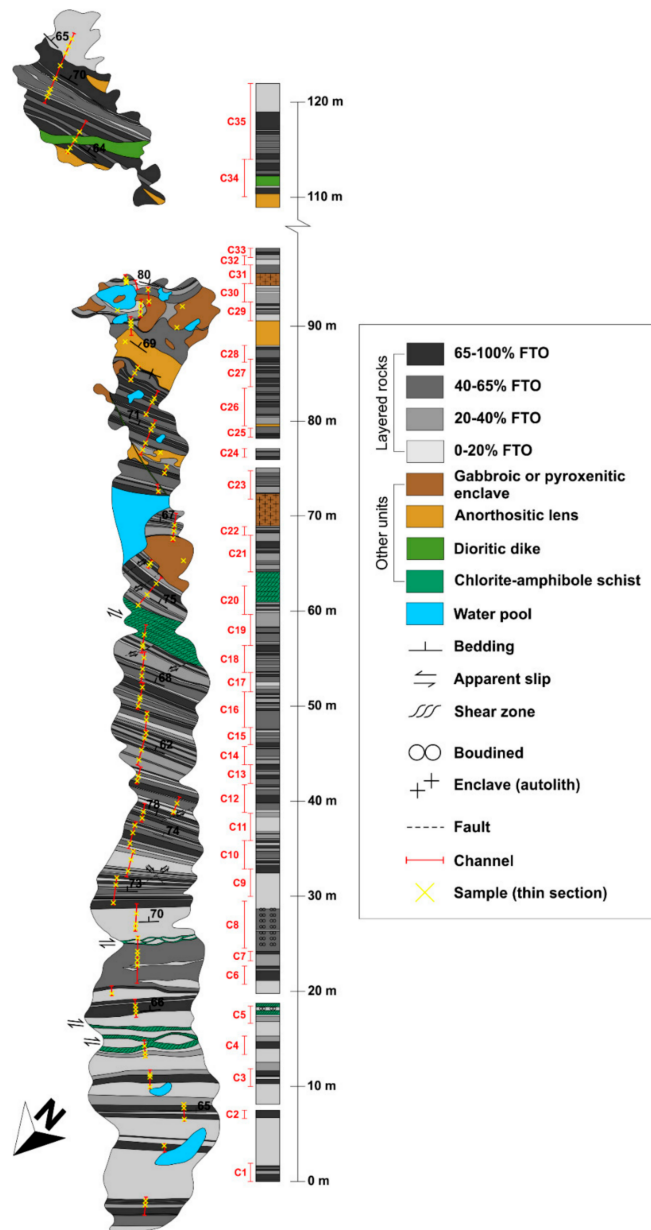 65
70
64
C35
C34
120 m
110 m
80
69
71
67
75
68
62
78
74
73
70
66
65
N
C33
C32
C31
C30
C29
C28
C27
C26
C25
C24
C23
C22
C21
C20
C19
C18
C17
C16
C15
C14
C13
C12
C11
C10
C9
C8
C7
C6
C5
C4
C3
C2
C1
90 m
80 m
70 m
60 m
50 m
40 m
30 m
20 m
10 m
0 m
Layered rocks
65-100% FTO
40-65% FTO
20-40% FTO
0-20% FTO
Other units
Gabbroic or pyroxenitic
enclave
Anorthositic lens
Dioritic dike
Chlorite-amphibole schist
Water pool
Bedding
Apparent slip
Shear zone
Boudined
Enclave (autolith)
Fault
Channel
Sample (thin section)